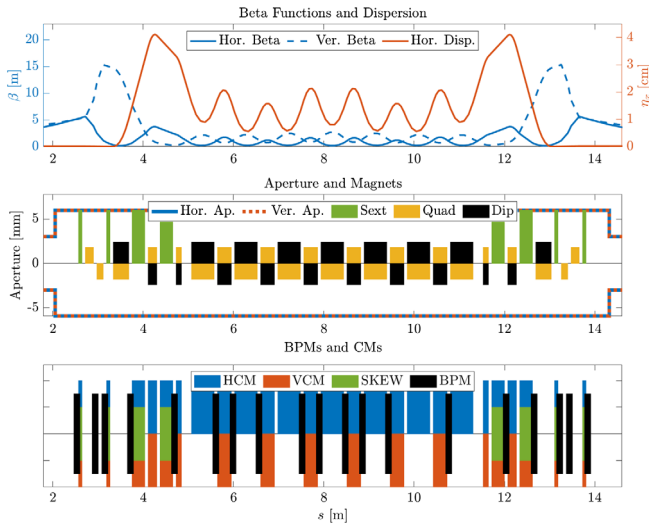 Beta Functions and Dispersion
Hor. Beta Ver. Beta Hor. Disp.
20
15
10
5
0
β [m]
4
3
2
1
0
η_x [cm]
2 4 6 8 10 12 14
Aperture and Magnets
Hor. Ap. Ver. Ap. Sext Quad Dip
5
0
-5
Aperture [mm]
2 4 6 8 10 12 14
BPMs and CMs
HCM VCM SKEW BPM
2 4 6 8 10 12 14
s [m]